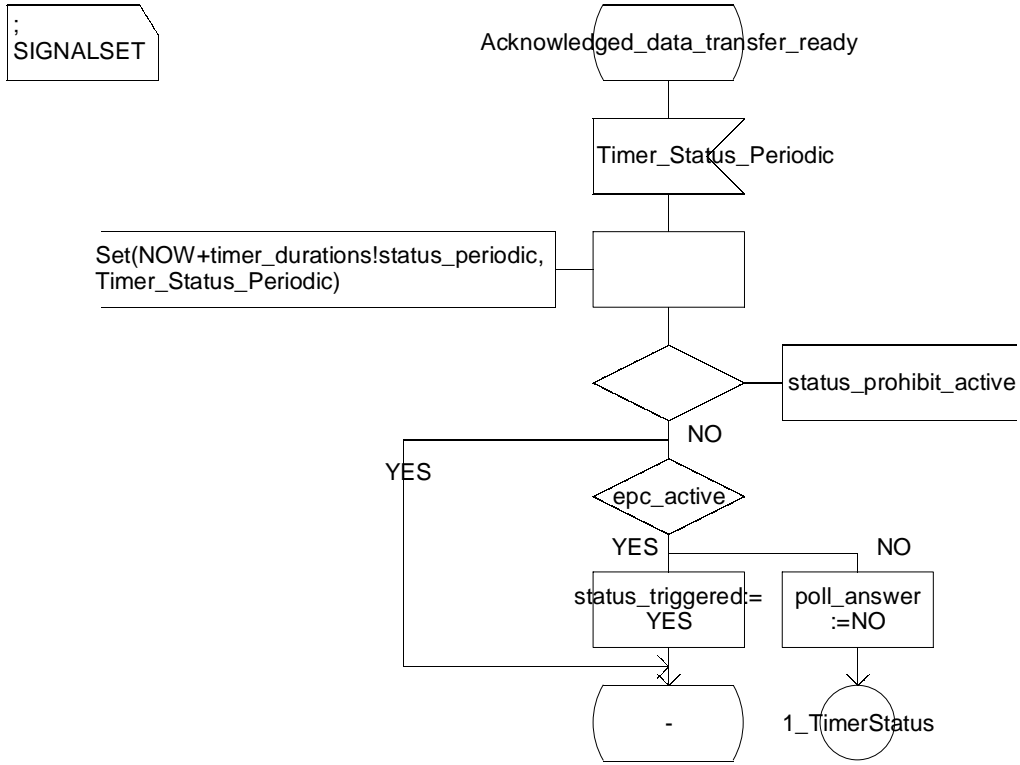 ;
SIGNALSET
Acknowledged_data_transfer_ready
Timer_Status_Periodic
Set(NOW+timer_durations!status_periodic,
Timer_Status_Periodic)
status_prohibit_active
NO
YES
epc_active
YES
NO
status_triggered:=
YES
poll_answer
:=NO
-
1_TimerStatus